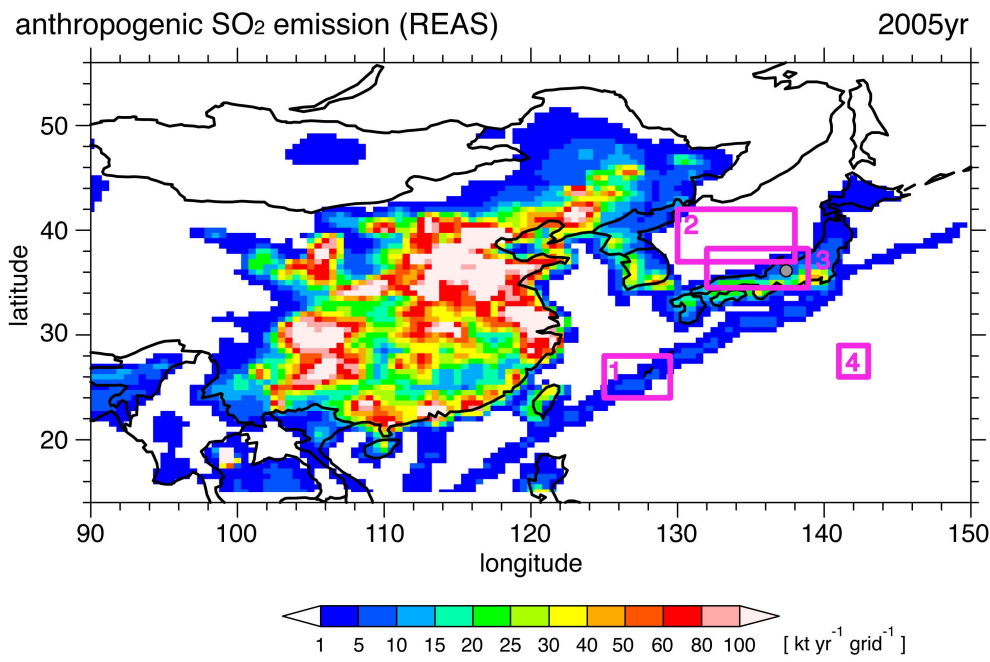 anthropogenic SO₂ emission (REAS) 2005yr
50
40
30
20
latitude
2
3
1
4
90 100 110 120 130 140 150
longitude
1 5 10 15 20 25 30 40 50 60 80 100 [ kt yr⁻¹ grid⁻¹ ]